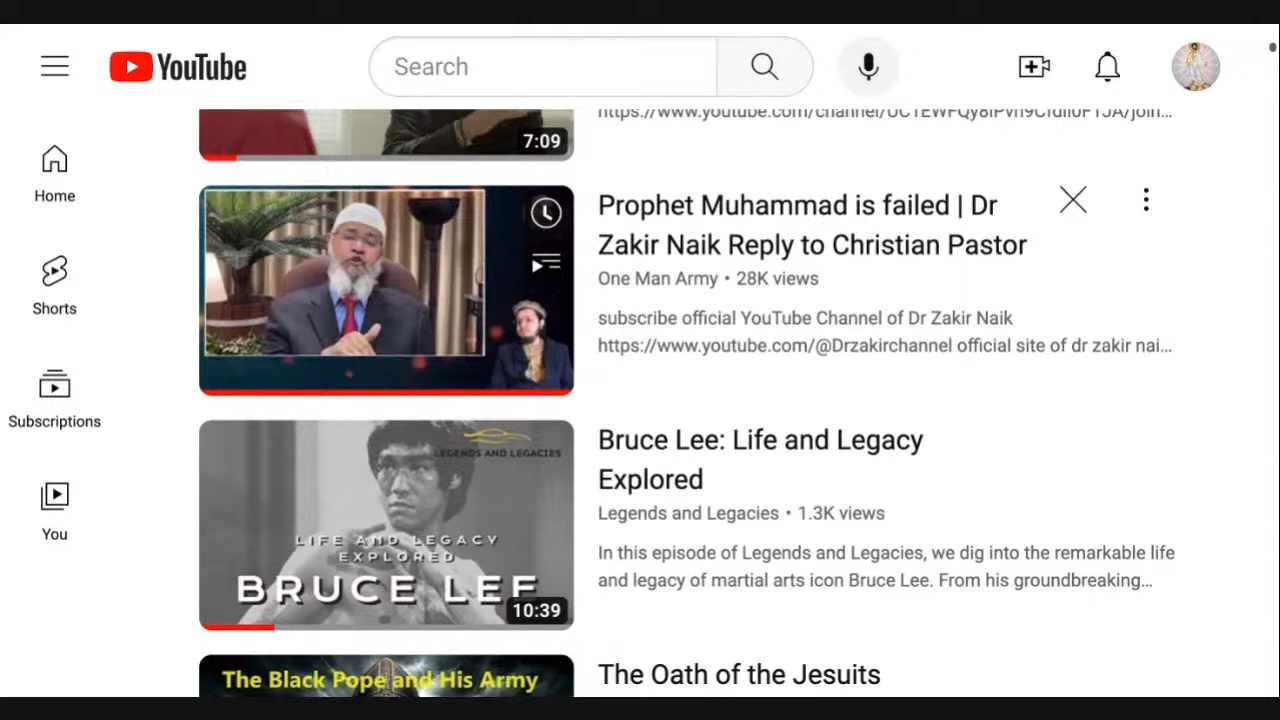 YouTube
Search
https://www.youtube.com/channel/
7:09
Home
Shorts
Subscriptions
You
Prophet Muhammad is failed | Dr
Zakir Naik Reply to Christian Pastor
One Man Army • 28K views
subscribe official YouTube Channel of Dr Zakir Naik
https://www.youtube.com/@Drzakirchannel official site of dr zakir nai...
LEGENDS AND LEGACIES
LIFE AND LEGACY
EXPLORED
BRUCE LEE
10:39
Bruce Lee: Life and Legacy
Explored
Legends and Legacies • 1.3K views
In this episode of Legends and Legacies, we dig into the remarkable life
and legacy of martial arts icon Bruce Lee. From his groundbreaking...
The Black Pope and His Army
The Oath of the Jesuits